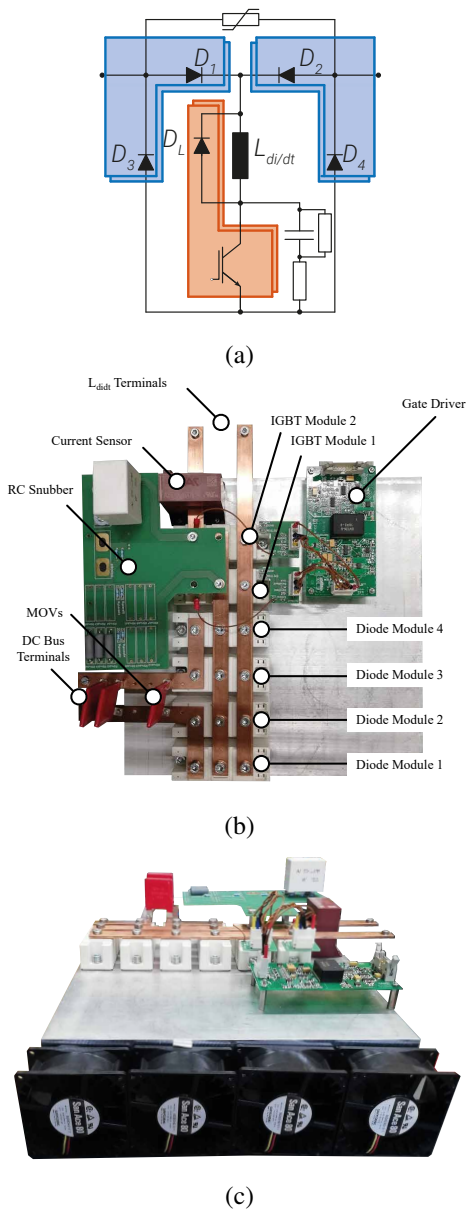 D1
D2
DL
Ldi/dt
D3
D4
(a)
Ldidt Terminals
IGBT Module 2
Gate Driver
Current Sensor
IGBT Module 1
RC Snubber
MOVs
DC Bus
Terminals
Diode Module 4
Diode Module 3
Diode Module 2
Diode Module 1
(b)
San Ace 80
San Ace 80
San Ace 80
San Ace 80
(c)